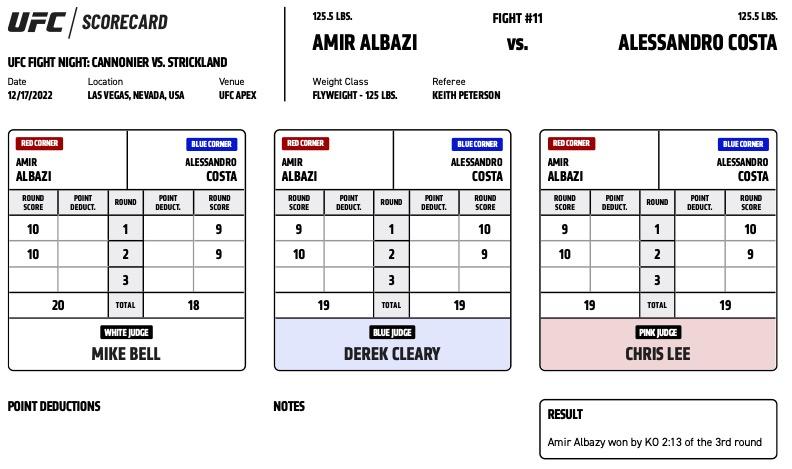 UFC / SCORECARD
UFC FIGHT NIGHT: CANNONIER VS. STRICKLAND
Date Location Venue
12/17/2022 LAS VEGAS, NEVADA, USA UFC APEX
125.5 LBS. FIGHT #11 125.5 LBS.
AMIR ALBAZI VS. ALESSANDRO COSTA
Weight Class Referee
FLYWEIGHT - 125 LBS. KEITH PETERSON
RED CORNER BLUE CORNER
AMIR ALESSANDRO
ALBAZI COSTA
ROUND SCORE POINT DEDUCT. ROUND POINT DEDUCT. ROUND SCORE
10 1 9
10 2 9
3
20 TOTAL 18
WHITE JUDGE
MIKE BELL
RED CORNER BLUE CORNER
AMIR ALESSANDRO
ALBAZI COSTA
ROUND SCORE POINT DEDUCT. ROUND POINT DEDUCT. ROUND SCORE
9 1 10
10 2 9
3
19 TOTAL 19
BLUE JUDGE
DEREK CLEARY
RED CORNER BLUE CORNER
AMIR ALESSANDRO
ALBAZI COSTA
ROUND SCORE POINT DEDUCT. ROUND POINT DEDUCT. ROUND SCORE
9 1 10
10 2 9
3
19 TOTAL 19
PINK JUDGE
CHRIS LEE
POINT DEDUCTIONS
NOTES
RESULT
Amir Albazy won by KO 2:13 of the 3rd round